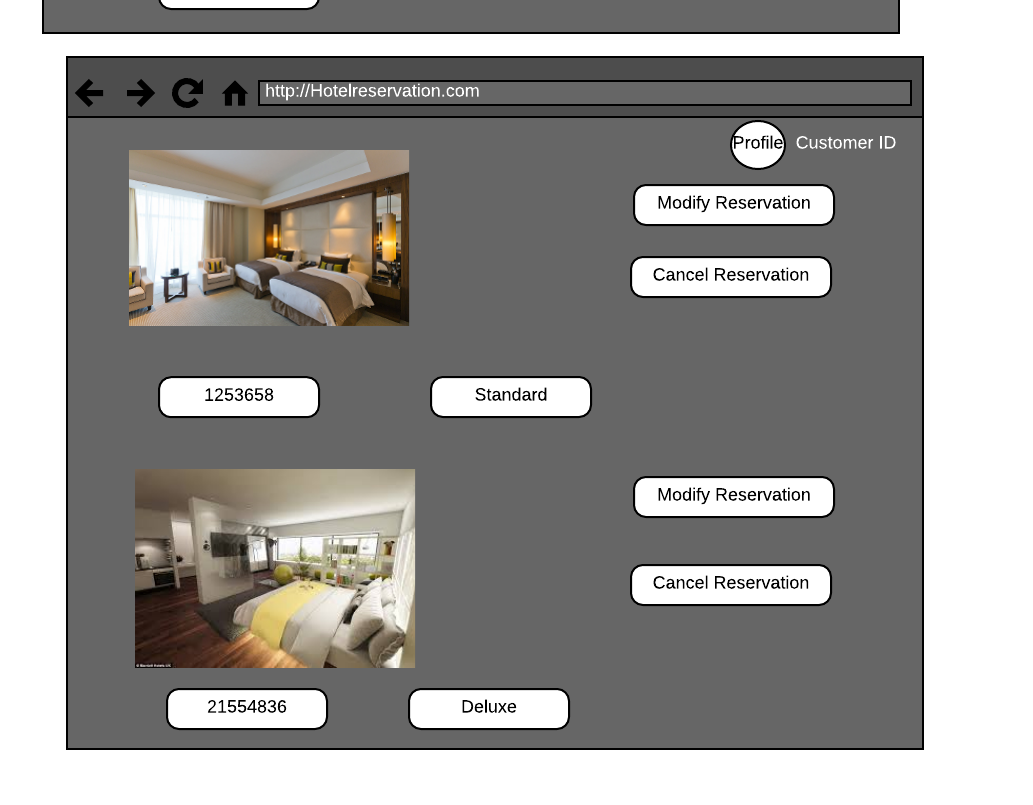 http://Hotelreservation.com
Profile
Customer ID
Modify Reservation
Cancel Reservation
1253658
Standard
Modify Reservation
Cancel Reservation
21554836
Deluxe